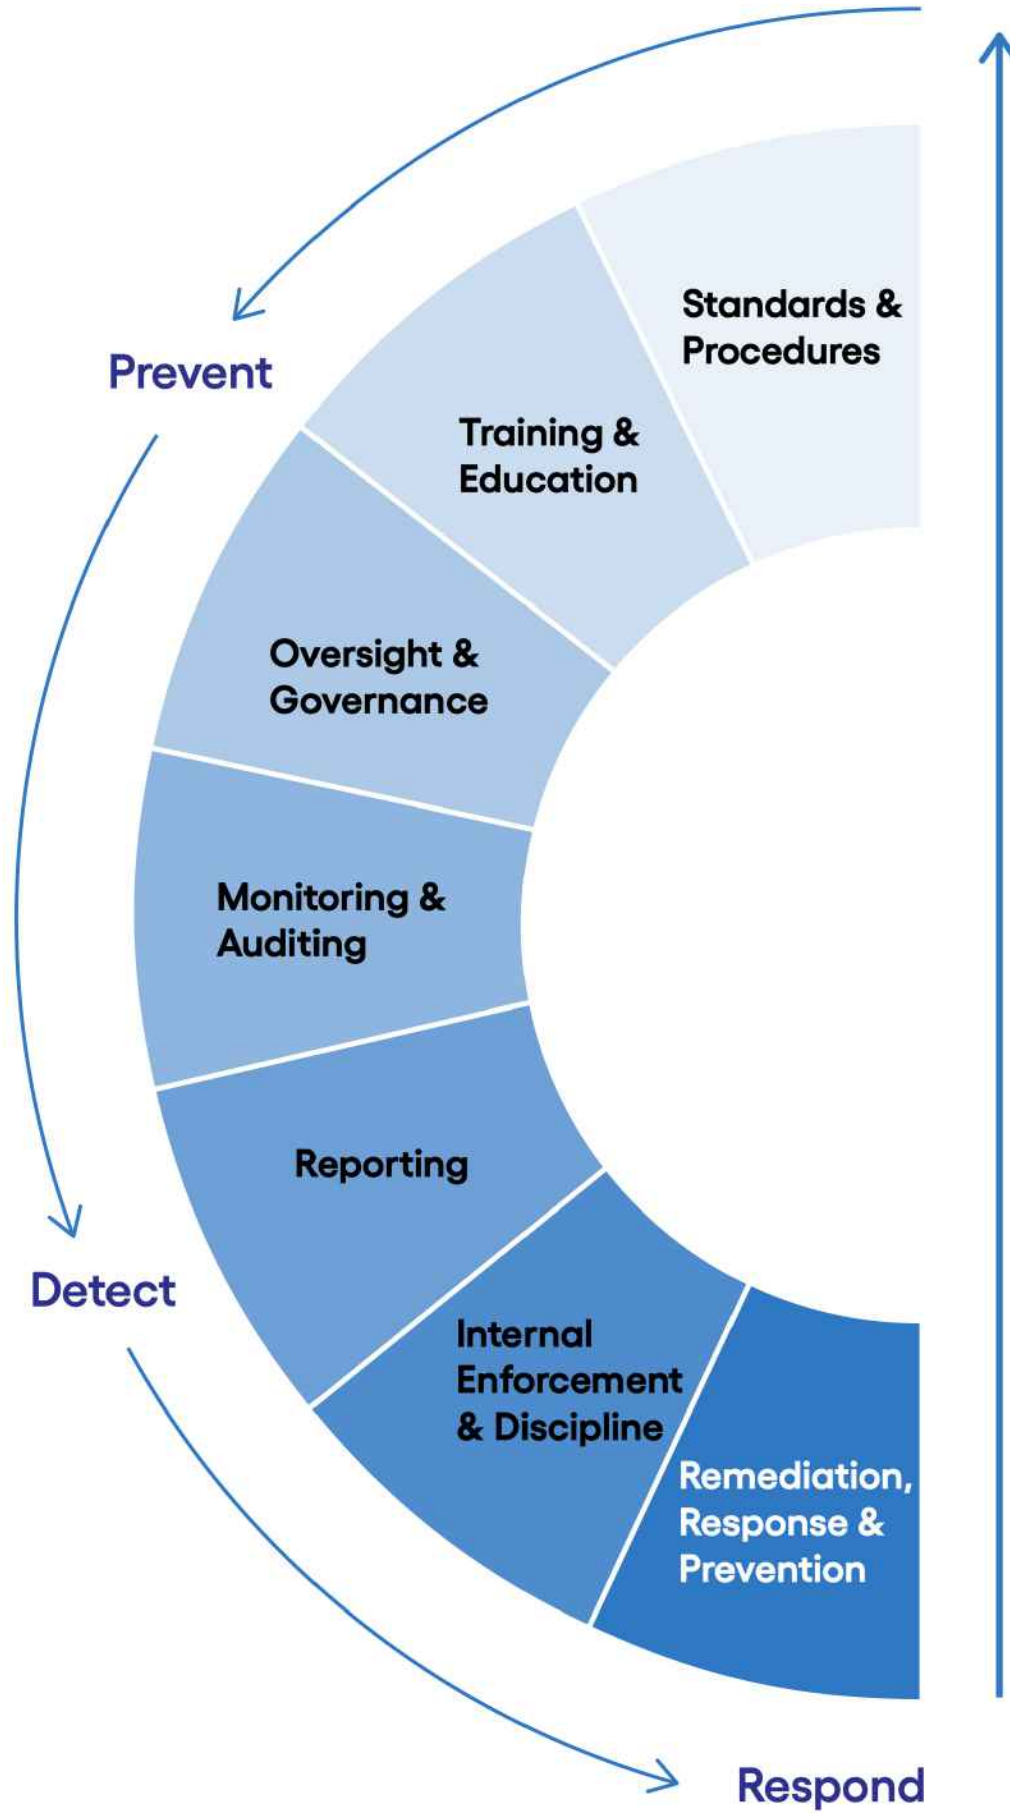 Standards &
Procedures
Prevent
Training &
Education
Oversight &
Governance
Monitoring &
Auditing
Reporting
Detect
Internal
Enforcement
& Discipline
Remediation,
Response &
Prevention
Respond